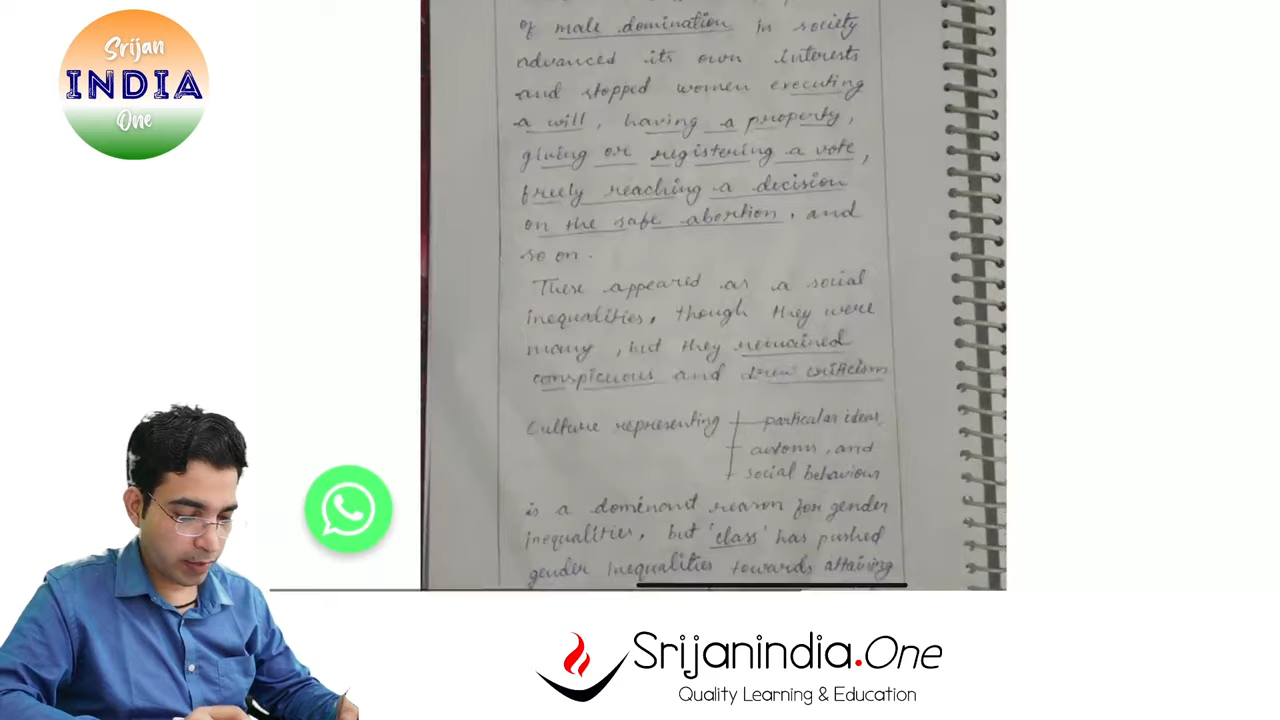 Srijan
INDIA
One
of male domination in society
advanced its own interests
and stopped women executing
a will, having a property,
giving or registering a vote,
freely reaching a decision
on the safe abortion, and
so on.
These appeared as a social
inequalities, though they were
many, but they remained
conspicuous and drew criticism
Culture representing particular ideas,
customs, and
social behaviour
is a dominant reason for gender
inequalities, but 'class' has pushed
gender inequalities towards attaining
Srijanindia.One
Quality Learning & Education